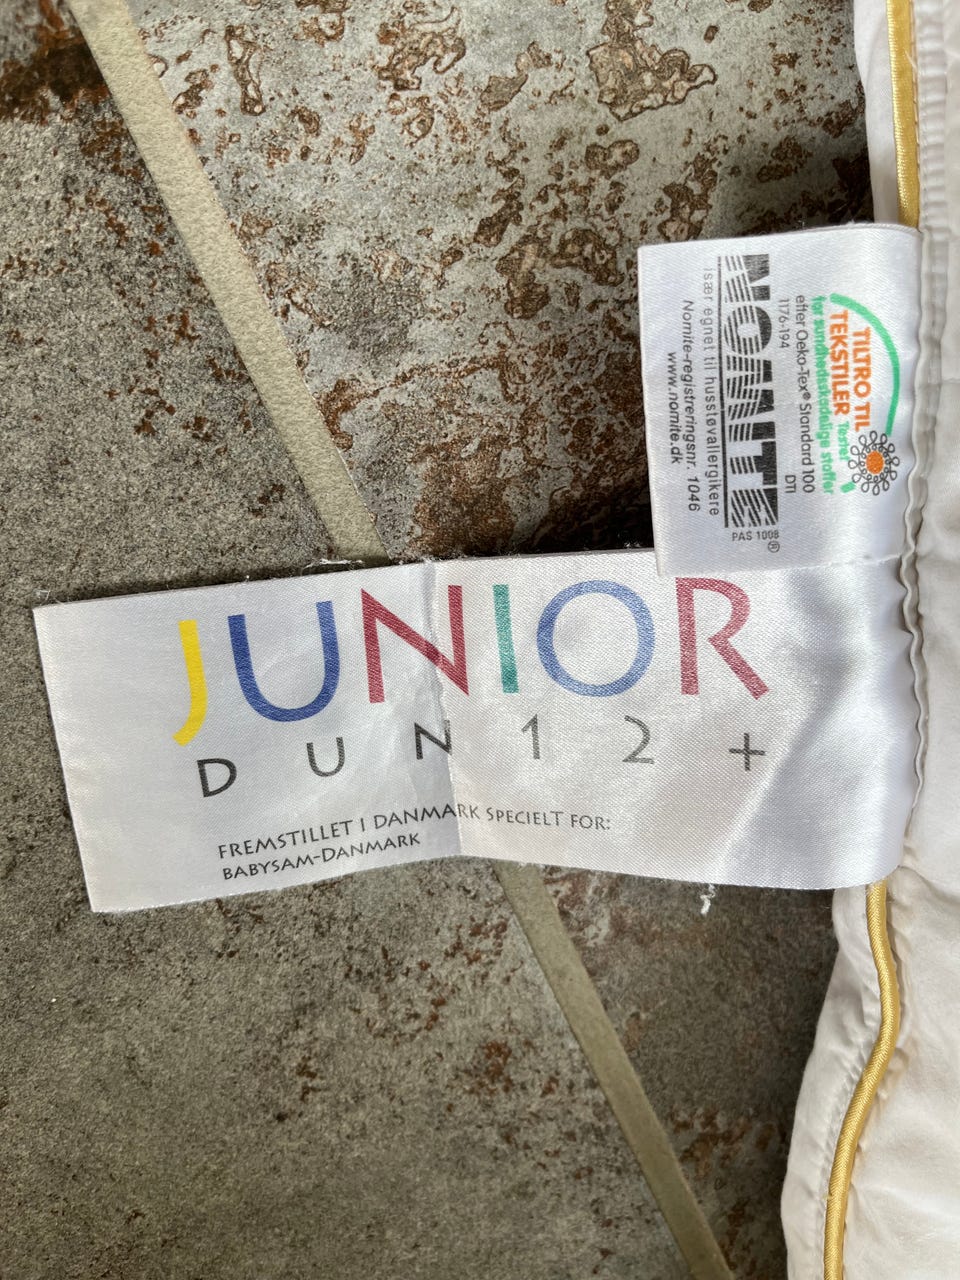 JUNIOR
DUN 12+
FREMSTILLET I DANMARK SPECIELT FOR:
BABYSAM-DANMARK
TILTRO TIL
TEKSTILER
Testet
for sundhedsskadelige stoffer
efter Oeko-Tex® Standard 100
1176-194 DTI
NOMITE®
PAS 1008
især egnet til husstøvallergikere
Nomite-registreringsnr. 1046
www.nomite.dk